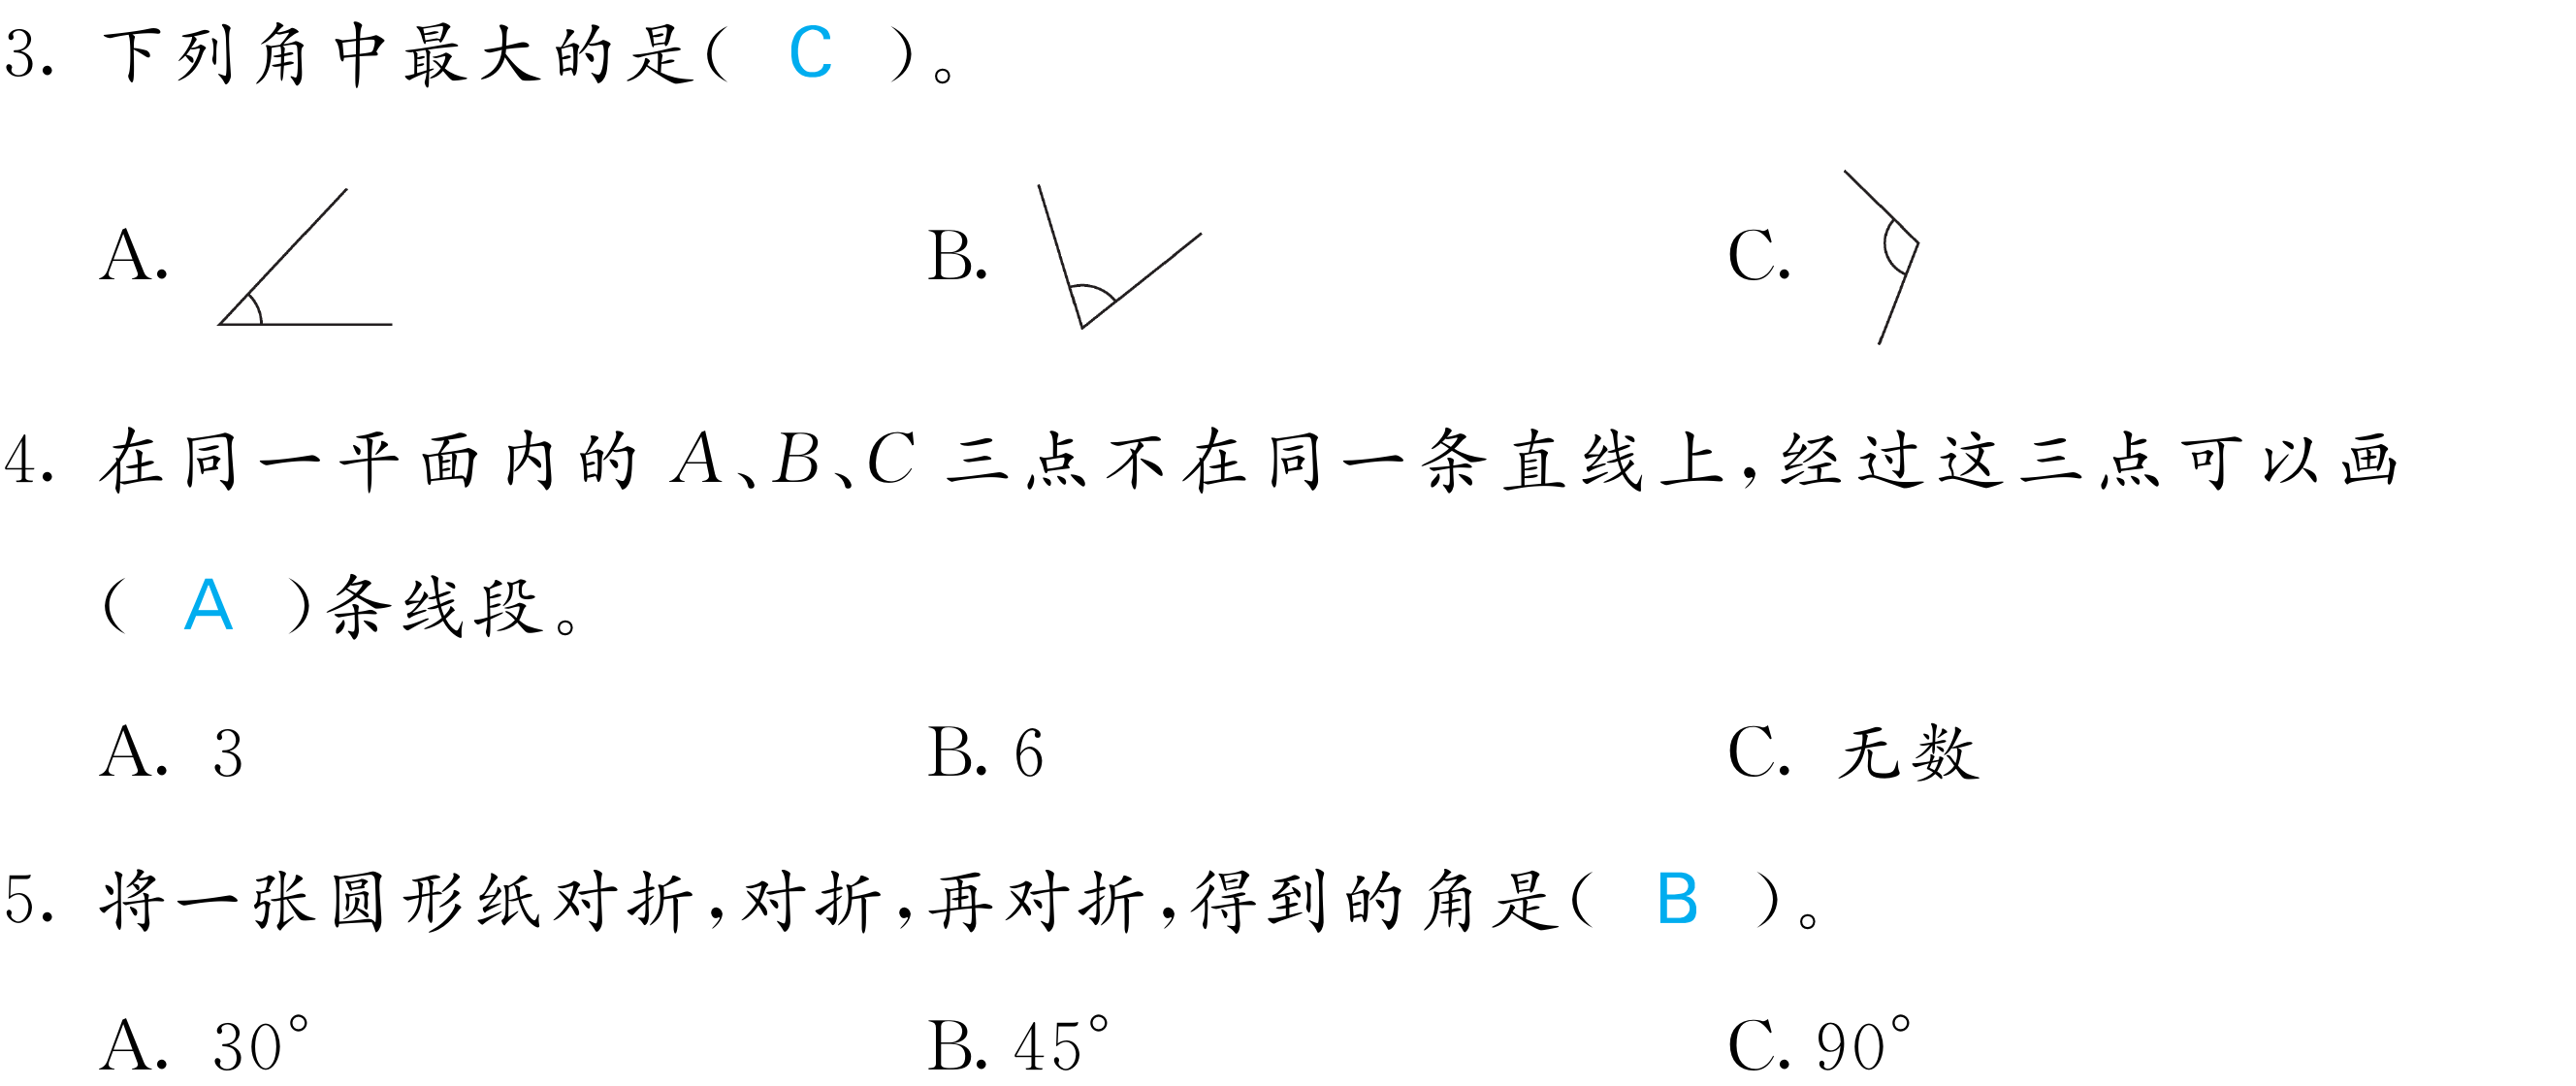 3. 下列角中最大的是( C )。
A. B. C.
4. 在同一平面内的 A、B、C 三点不在同一条直线上,经过这三点可以画
( A )条线段。
A. 3 B. 6 C. 无数
5. 将一张圆形纸对折,对折,再对折,得到的角是( B )。
A. 30° B. 45° C. 90°